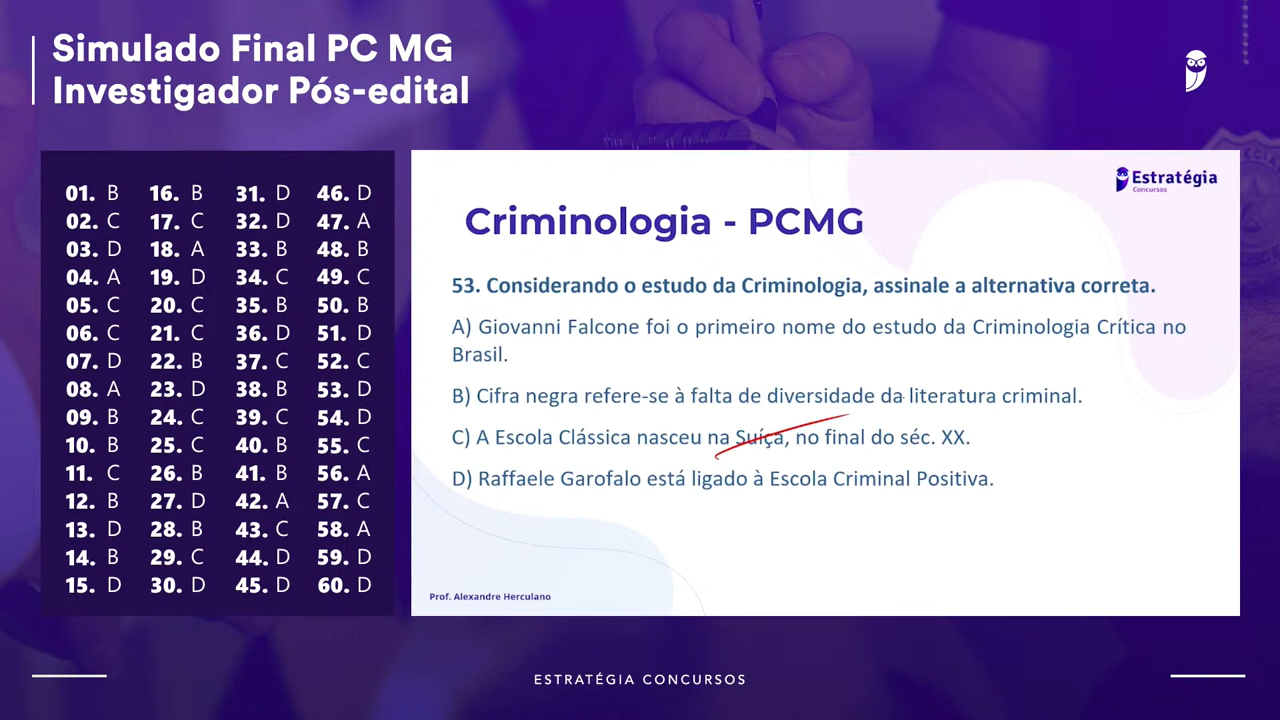 Simulado Final PC MG
Investigador Pós-edital
01. B 16. B 31. D 46. D
02. C 17. C 32. D 47. A
03. D 18. A 33. B 48. B
04. A 19. D 34. C 49. C
05. C 20. C 35. B 50. B
06. C 21. C 36. D 51. D
07. D 22. B 37. C 52. C
08. A 23. D 38. B 53. D
09. B 24. C 39. C 54. D
10. B 25. C 40. B 55. C
11. C 26. B 41. B 56. A
12. B 27. D 42. A 57. C
13. D 28. B 43. C 58. A
14. B 29. C 44. D 59. D
15. D 30. D 45. D 60. D
Estratégia
Concursos
Criminologia - PCMG
53. Considerando o estudo da Criminologia, assinale a alternativa correta.
A) Giovanni Falcone foi o primeiro nome do estudo da Criminologia Crítica no
Brasil.
B) Cifra negra refere-se à falta de diversidade da literatura criminal.
C) A Escola Clássica nasceu na Suíça, no final do séc. XX.
D) Raffaele Garofalo está ligado à Escola Criminal Positiva.
Prof. Alexandre Herculano
ESTRATÉGIA CONCURSOS